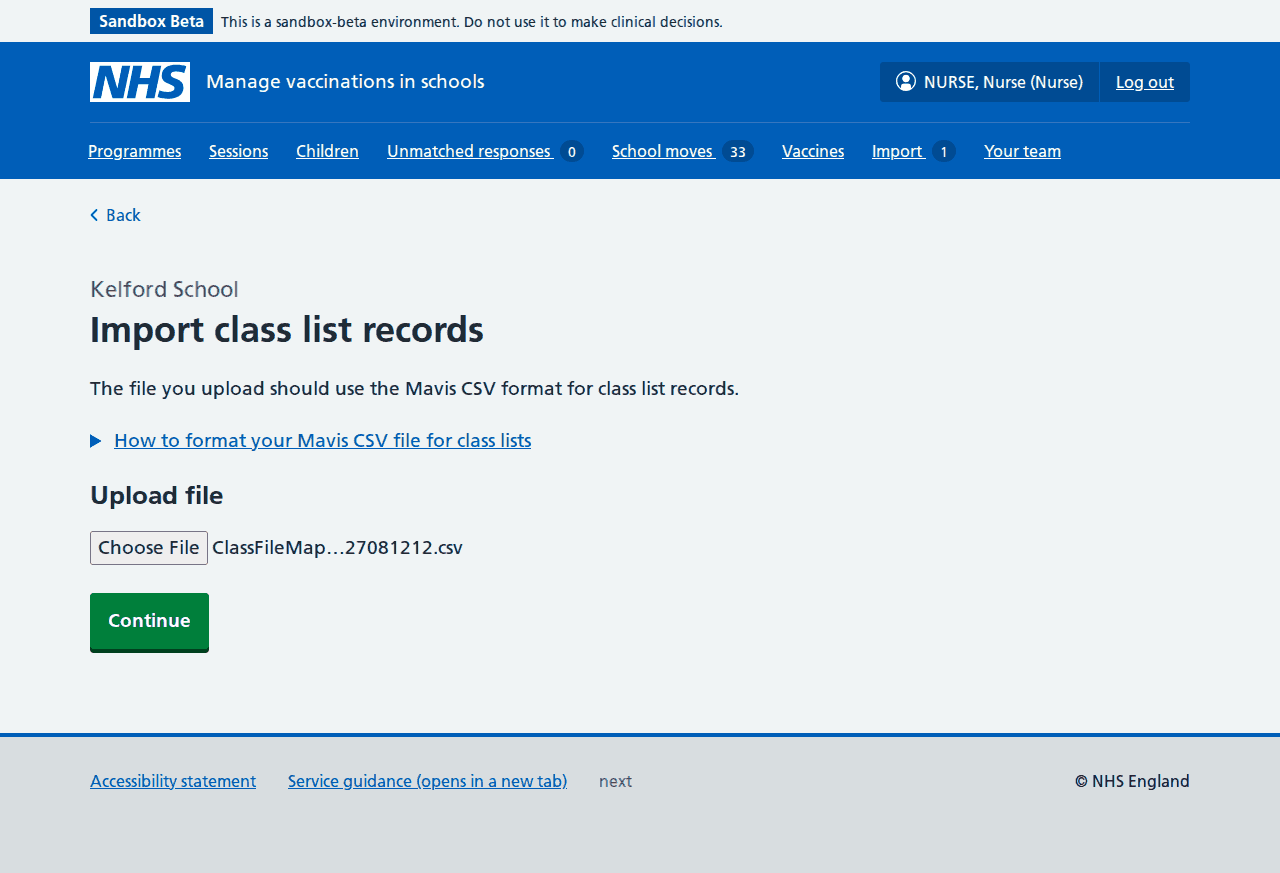 Sandbox Beta This is a sandbox-beta environment. Do not use it to make clinical decisions.
NHS Manage vaccinations in schools NURSE, Nurse (Nurse) Log out
Programmes Sessions Children Unmatched responses 0 School moves 33 Vaccines Import 1 Your team
Back
Kelford School
Import class list records
The file you upload should use the Mavis CSV format for class list records.
How to format your Mavis CSV file for class lists
Upload file
Choose File ClassFileMap…27081212.csv
Continue
Accessibility statement Service guidance (opens in a new tab) next © NHS England